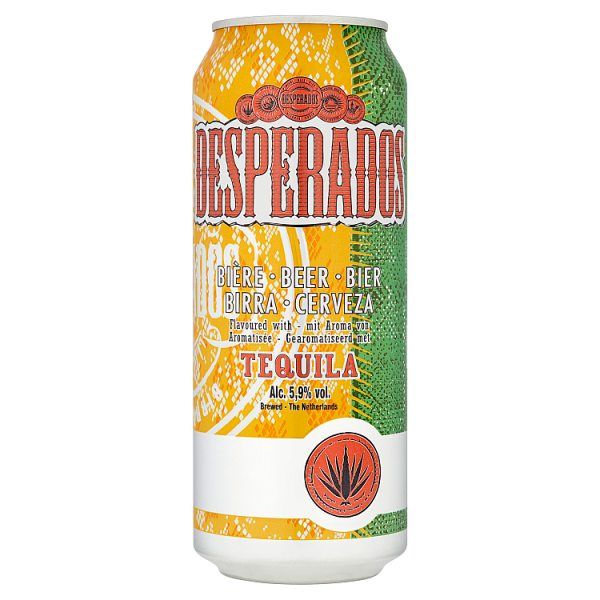 DESPERADOS
DESPERADOS
BIÈRE · BEER · BIER
BIRRA · CERVEZA
Flavoured with - mit Aroma von
Aromatisée - Gearomatiseerd met
TEQUILA
Alc. 5,9% vol.
Brewed - The Netherlands